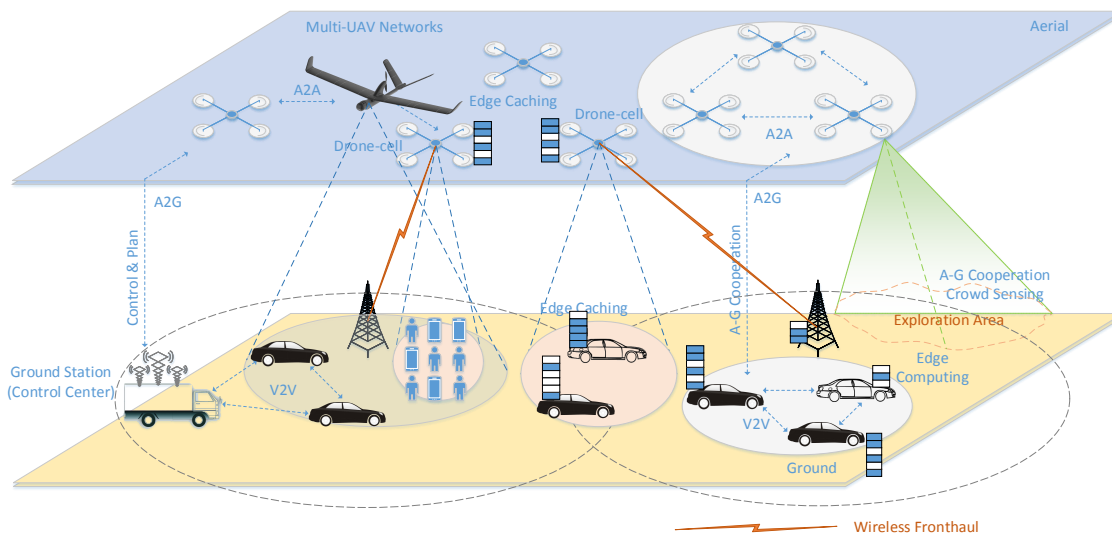 Multi-UAV Networks
Aerial
A2A
Edge Caching
Drone-cell
Drone-cell
A2A
A2G
A2G
Control & Plan
A-G Cooperation
A-G Cooperation
Crowd Sensing
Exploration Area
Edge Caching
Edge
Computing
Ground Station
(Control Center)
V2V
V2V
Ground
Wireless Fronthaul